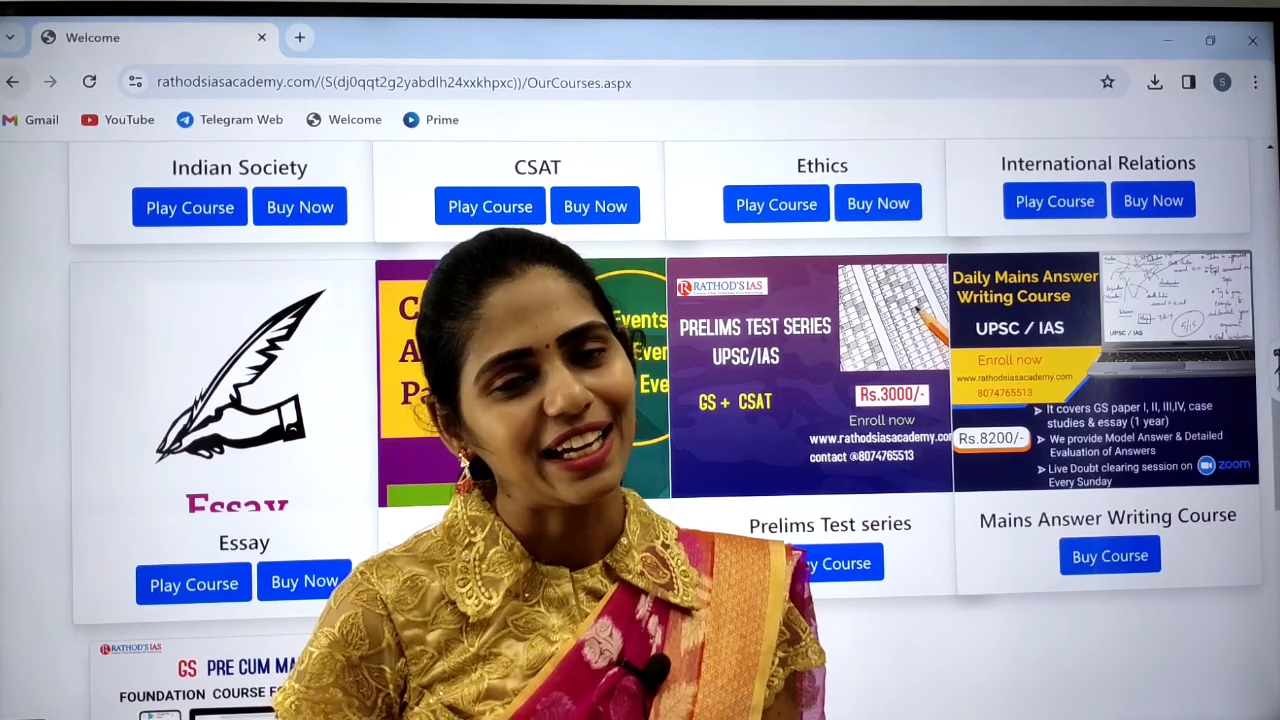 Welcome
rathodsiasacademy.com/(S(dj0qqt2g2yabdlh24xxkhpxc))/OurCourses.aspx
S
Gmail
YouTube
Telegram Web
Welcome
Prime
Indian Society
Play Course
Buy Now
CSAT
Play Course
Buy Now
Ethics
Play Course
Buy Now
International Relations
Play Course
Buy Now
Essay
Essay
Play Course
Buy Now
Events
RATHOD'S IAS
PRELIMS TEST SERIES
UPSC/IAS
GS + CSAT
Rs.3000/-
Enroll now
www.rathodsiasacademy.com
contact @8074765513
Prelims Test series
Course
Daily Mains Answer
Writing Course
UPSC / IAS
Enroll now
www.rathodsiasacademy.com
8074765513
Rs.8200/-
UPSC / IAS
➤ It covers GS paper I, II, III,IV, case
studies & essay (1 year)
➤ We provide Model Answer & Detailed
Evaluation of Answers
➤ Live Doubt clearing session on
Every Sunday
zoom
Mains Answer Writing Course
Buy Course
RATHOD'S IAS
GS PRE CUM MA
FOUNDATION COURSE F